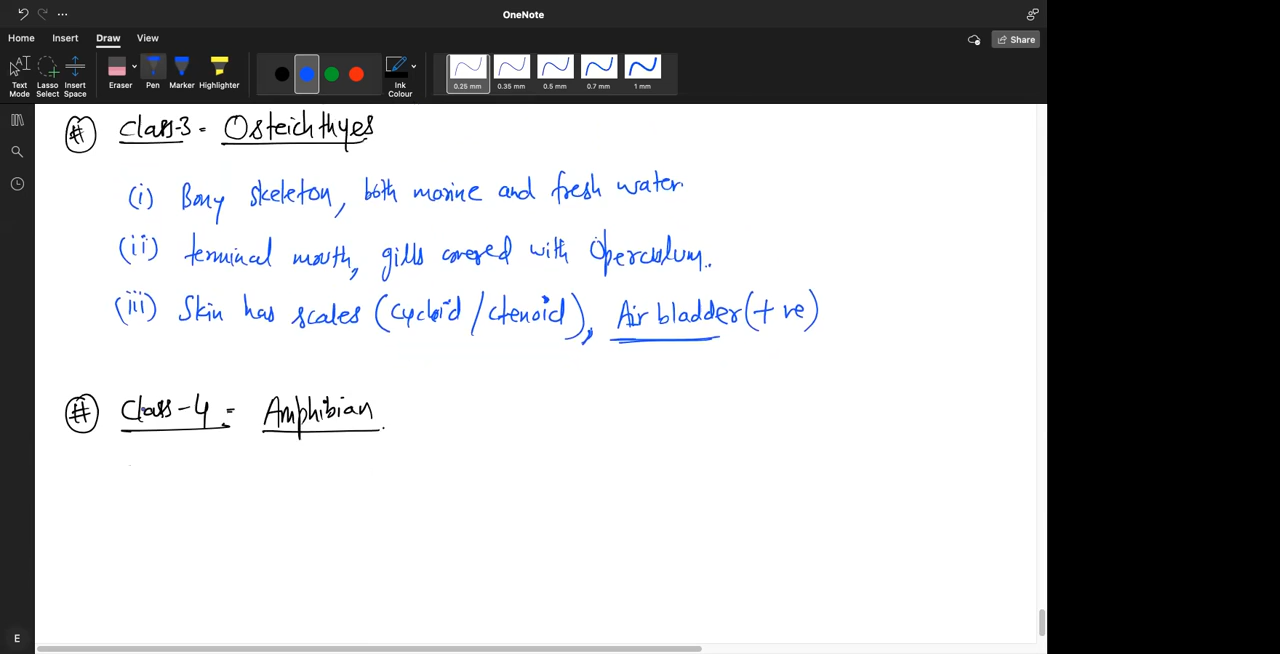 OneNote
Home Insert Draw View
Share
Text Mode Lasso Select Insert Space Eraser Pen Marker Highlighter Ink Colour 0.25 mm 0.35 mm 0.5 mm 0.7 mm 1 mm
# Class-3 = Osteichthyes
(i) Bony skeleton, both marine and fresh water.
(ii) terminal mouth, gills covered with Operculum.
(iii) Skin has scales (cycloid/ctenoid), Air bladder (+ve)
# Class-4 = Amphibian
E